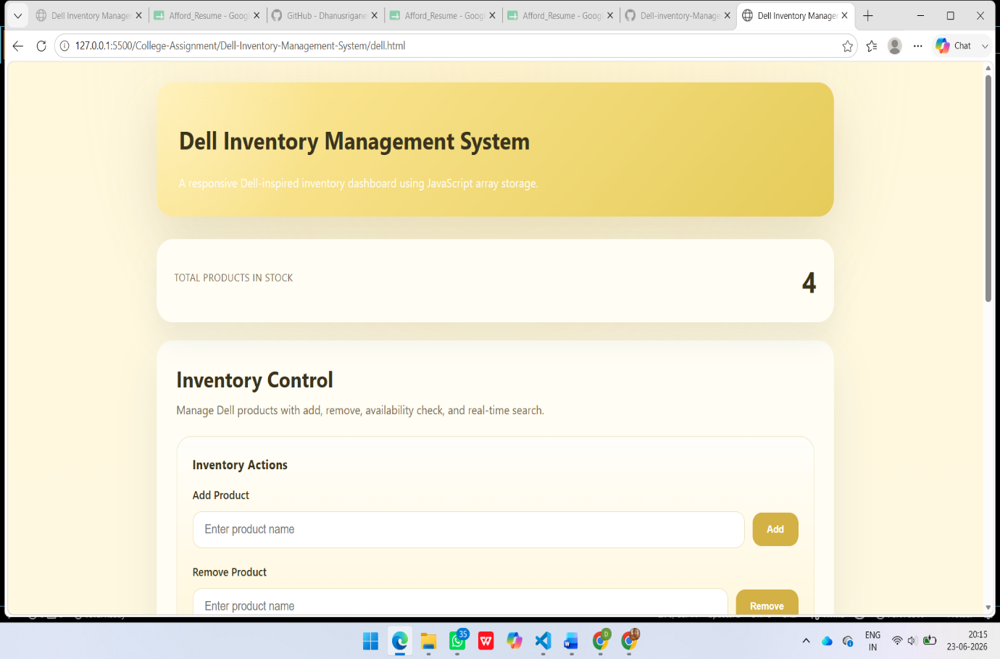 Dell Inventory Manage
Afford_Resume - Goog
GitHub - Dhanusrigane
Afford_Resume - Goog
Afford_Resume - Goog
Dell-inventory-Manage
Dell Inventory Manage
127.0.0.1:5500/College-Assignment/Dell-Inventory-Management-System/dell.html
Chat
Dell Inventory Management System
A responsive Dell-inspired inventory dashboard using JavaScript array storage.
TOTAL PRODUCTS IN STOCK
4
Inventory Control
Manage Dell products with add, remove, availability check, and real-time search.
Inventory Actions
Add Product
Enter product name
Add
Remove Product
Enter product name
Remove
35
D
ENG
IN
20:15
23-06-2026